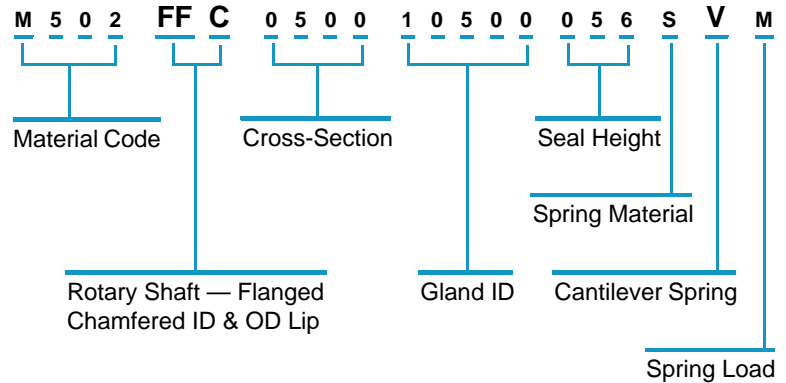 M 5 0 2 FF C 0 5 0 0 1 0 5 0 0 0 5 6 S V M
Material Code
Cross-Section
Seal Height
Spring Material
Rotary Shaft — Flanged
Chamfered ID & OD Lip
Gland ID
Cantilever Spring
Spring Load